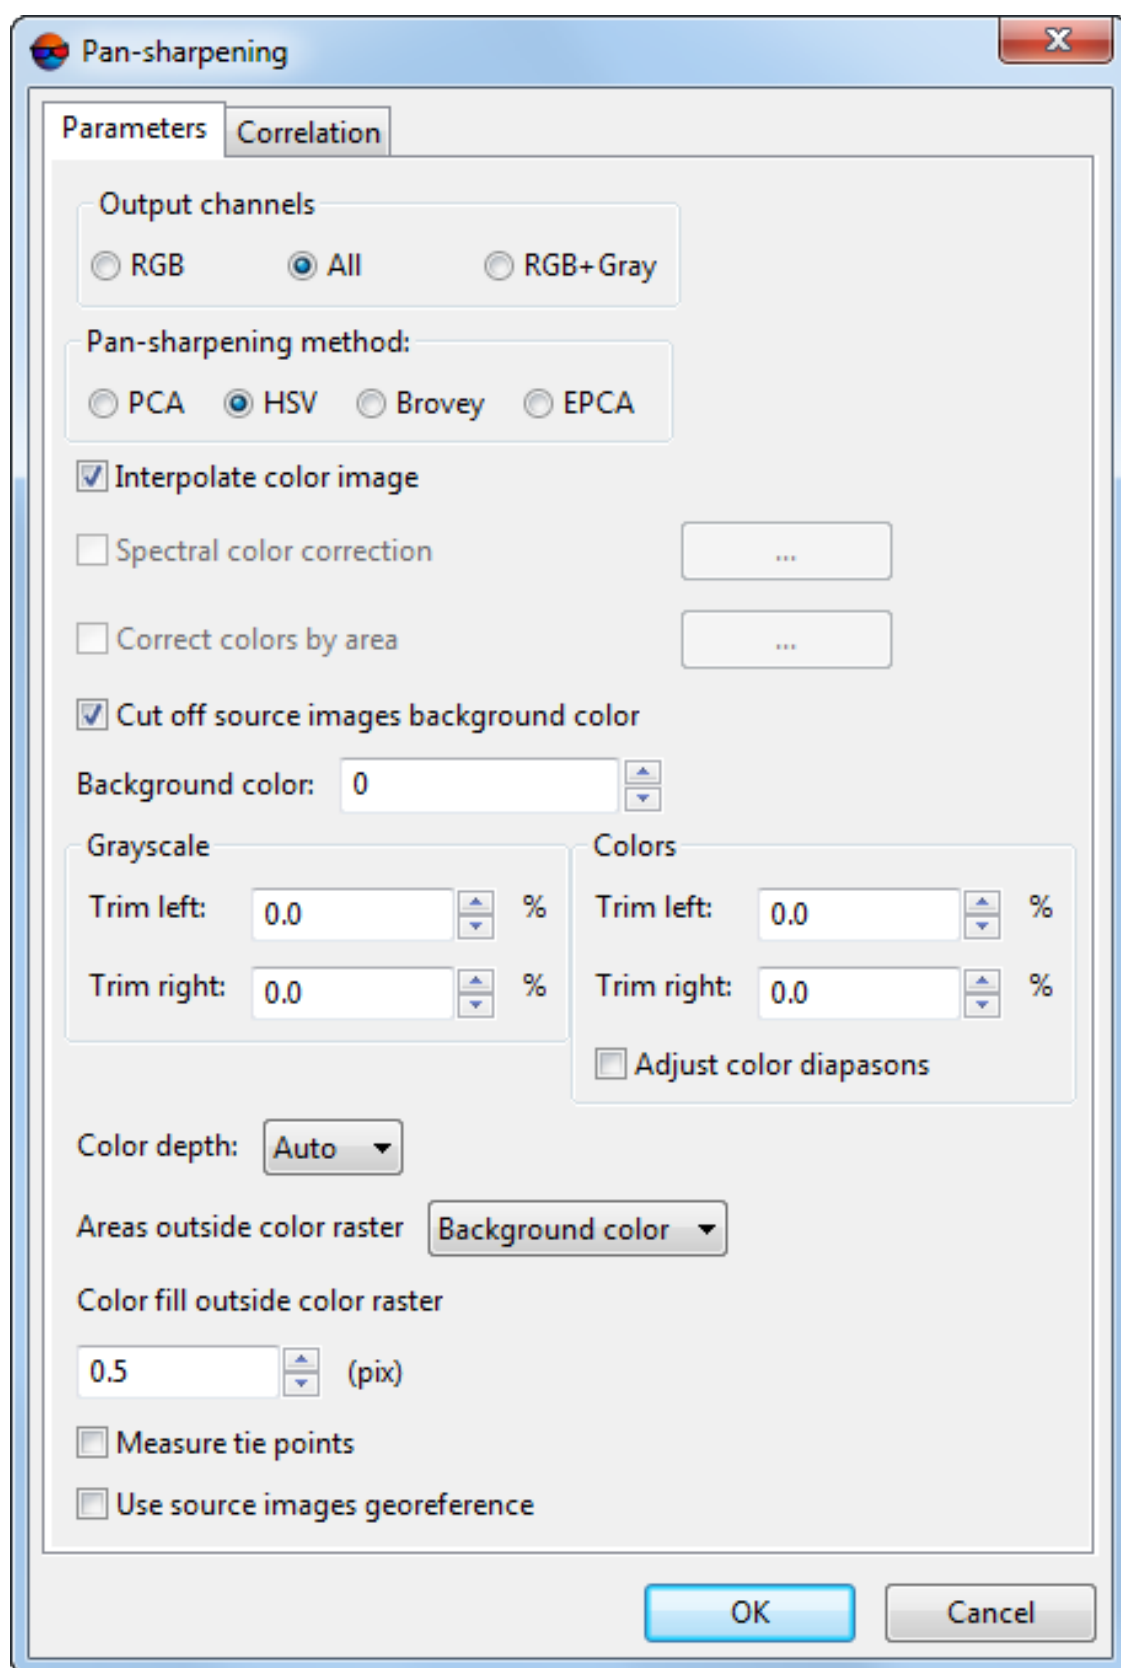 Pan-sharpening
Parameters Correlation
Output channels
RGB All RGB+Gray
Pan-sharpening method:
PCA HSV Brovey EPCA
Interpolate color image
Spectral color correction ...
Correct colors by area ...
Cut off source images background color
Background color: 0
Grayscale Colors
Trim left: 0.0 % Trim left: 0.0 %
Trim right: 0.0 % Trim right: 0.0 %
Adjust color diapasons
Color depth: Auto
Areas outside color raster Background color
Color fill outside color raster
0.5 (pix)
Measure tie points
Use source images georeference
OK Cancel